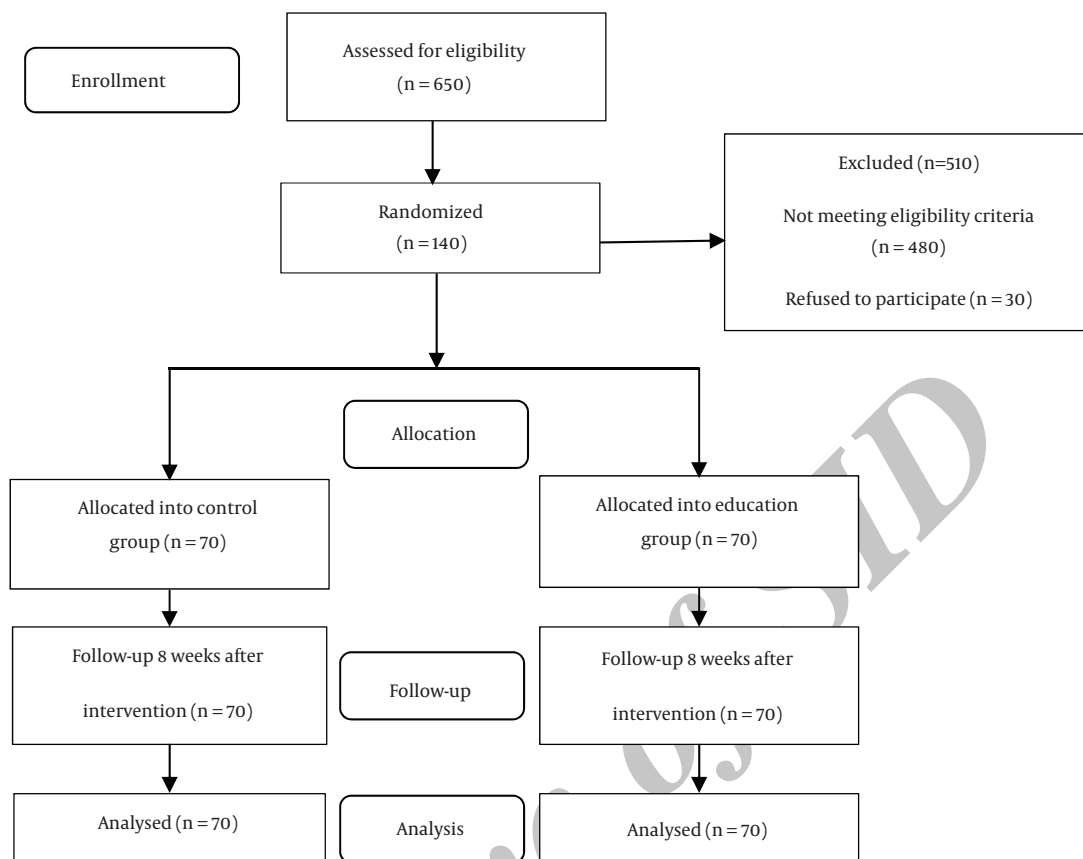 Enrollment
Assessed for eligibility
(n = 650)
Randomized
(n = 140)
Excluded (n=510)
Not meeting eligibility criteria
(n = 480)
Refused to participate (n = 30)
Allocation
Allocated into control
group (n = 70)
Allocated into education
group (n = 70)
Follow-up 8 weeks after
intervention (n = 70)
Follow-up
Follow-up 8 weeks after
intervention (n = 70)
Analysed (n = 70)
Analysis
Analysed (n = 70)
of SID